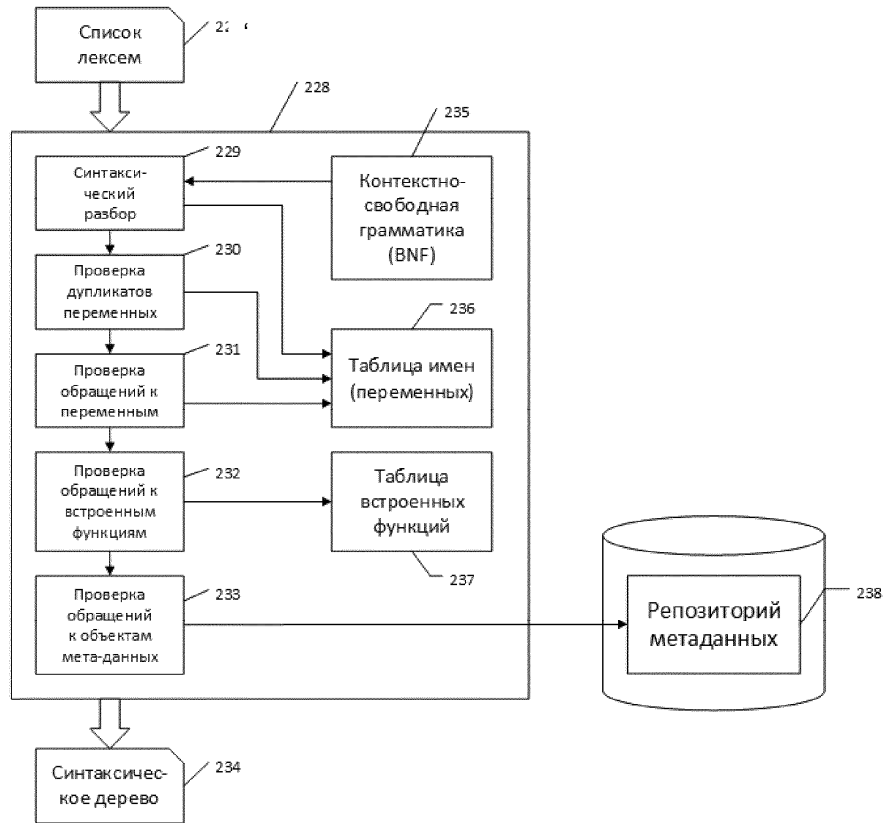 Список
лексем
228
235
229
Синтакси-
ческий
разбор
Контекстно-
свободная
грамматика
(BNF)
230
Проверка
дупликатов
переменных
236
231
Таблица имен
(переменных)
Проверка
обращений к
переменным
232
Проверка
обращений к
встроенным
функциям
Таблица
встроенных
функций
237
233
Проверка
обращений
к объектам
мета-данных
238
Репозиторий
метаданных
234
Синтаксичес-
кое дерево